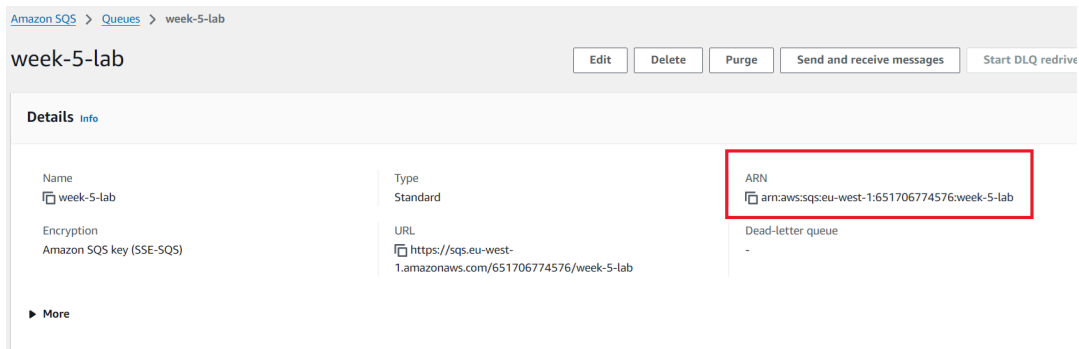 Amazon SQS > Queues > week-5-lab
week-5-lab
Edit
Delete
Purge
Send and receive messages
Start DLQ redrive
Details Info
Name
week-5-lab
Type
Standard
ARN
arn:aws:sqs:eu-west-1:651706774576:week-5-lab
Encryption
Amazon SQS key (SSE-SQS)
URL
https://sqs.eu-west-
1.amazonaws.com/651706774576/week-5-lab
Dead-letter queue
-
More